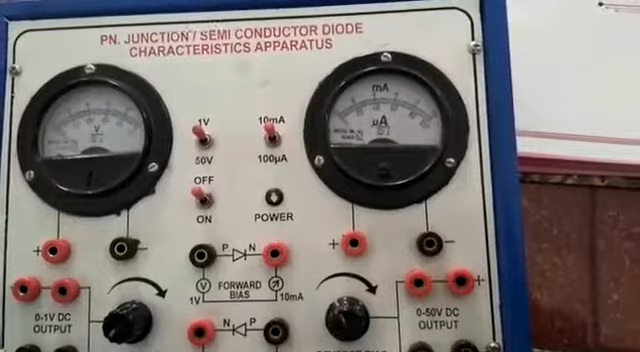 PN. JUNCTION / SEMI CONDUCTOR DIODE
CHARACTERISTICS APPARATUS
V
mA
μA
1V
10mA
50V
100μA
OFF
ON
POWER
+
-
+
-
P
N
V
FORWARD
BIAS
1V
10mA
+
0-1V DC
OUTPUT
0-50V DC
OUTPUT
N
P